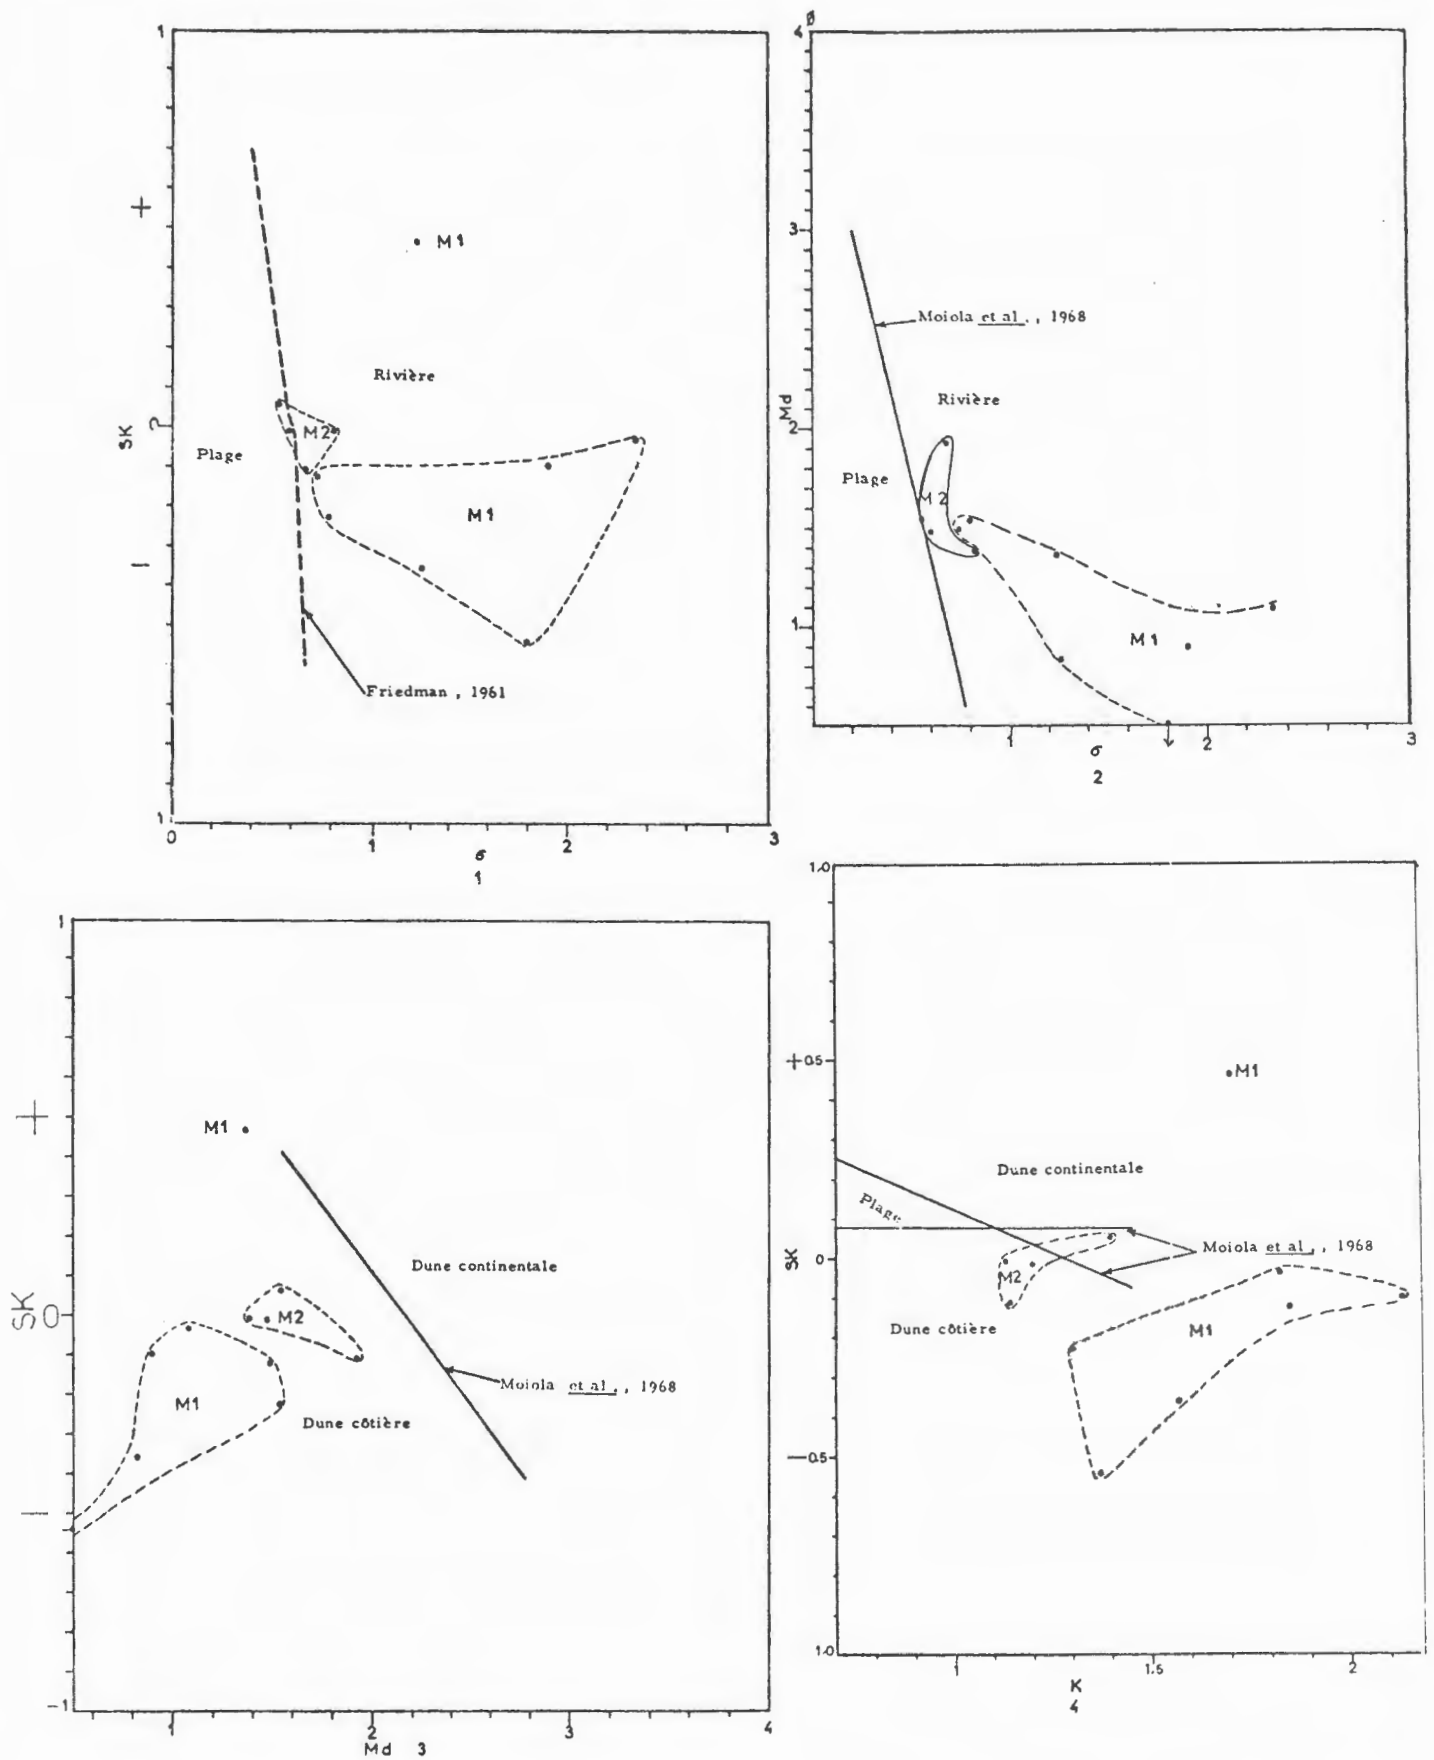 1
+
M1
Rivière
SK
M2
Plage
M1
Friedman , 1961
1
0
1
2
3
σ
1
4
ø
3
Moiola et al . , 1968
Rivière
Md
2
Plage
M2
1
M1
1
2
3
σ
2
1
+
M1
Dune continentale
SK
0
M2
Moiola et al . , 1968
M1
Dune côtière
-1
1
2
3
4
Md 3
1.0
+
0.5
M1
Dune continentale
Plage
Moiola et al . , 1968
SK
0
M2
Dune côtière
M1
0.5
1.0
1
1.5
2
K
4